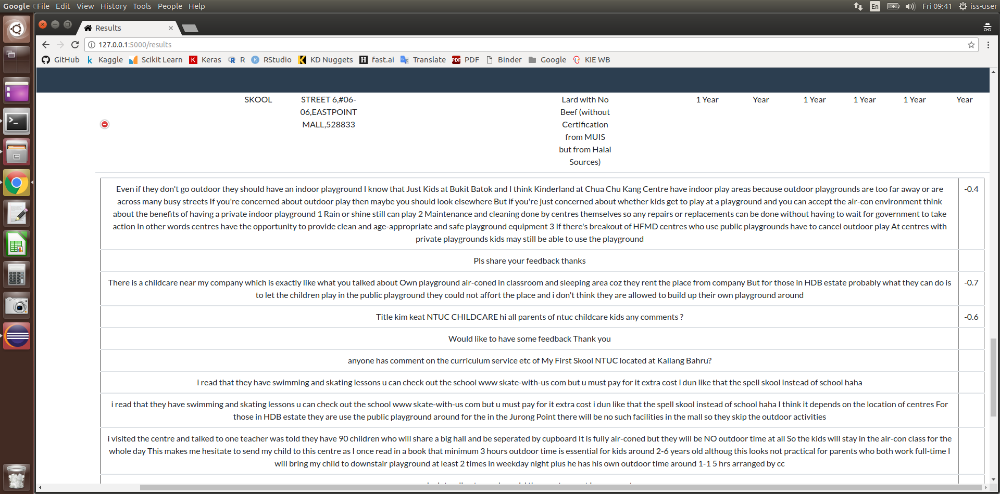 Google File Edit View History Tools People Help En Fri 09:41 iss-user
Results
127.0.0.1:5000/results
GitHub Kaggle Scikit Learn K Keras R R R RStudio K KD Nuggets H fast.ai Translate PDF PDF Binder Google KIE WB
SKOOL STREET 6,#06- Lard with No 1 Year Year 1 Year 1 Year 1 Year Year
06,EASTPOINT Beef (without
MALL,528833 Certification
from MUIS
but from Halal
Sources)
Even if they don't go outdoor they should have an indoor playground I know that Just Kids at Bukit Batok and I think Kinderland at Chua Chu Kang Centre have indoor play areas because outdoor playgrounds are too far away or are -0.4
across many busy streets If you're concerned about outdoor play then maybe you should look elsewhere But if you're just concerned about whether kids get to play at a playground and you can accept the air-con environment think
about the benefits of having a private indoor playground 1 Rain or shine still can play 2 Maintenance and cleaning done by centres themselves so any repairs or replacements can be done without having to wait for government to take
action In other words centres have the opportunity to provide clean and age-appropriate and safe playground equipment 3 If there's breakout of HFMD centres who use public playgrounds have to cancel outdoor play At centres with
private playgrounds kids may still be able to use the playground
Pls share your feedback thanks
There is a childcare near my company which is exactly like what you talked about Own playground air-coned in classroom and sleeping area coz they rent the place from company But for those in HDB estate probably what they can do is -0.7
to let the children play in the public playground they could not affort the place and i don't think they are allowed to build up their own playground around
Title kim keat NTUC CHILDCARE hi all parents of ntuc childcare kids any comments ? -0.6
Would like to have some feedback Thank you
anyone has comment on the curriculum service etc of My First Skool NTUC located at Kallang Bahru?
i read that they have swimming and skating lessons u can check out the school www skate-with-us com but u must pay for it extra cost i dun like that the spell skool instead of school haha
i read that they have swimming and skating lessons u can check out the school www skate-with-us com but u must pay for it extra cost i dun like that the spell skool instead of school haha I think it depends on the location of centres For
those in HDB estate they are use the public playground around for the in the Jurong Point there will be no such facilities in the mall so they skip the outdoor activities
i visited the centre and talked to one teacher was told they have 90 children who will share a big hall and be seperated by cupboard It is fully air-coned but they will be NO outdoor time at all So the kids will stay in the air-con class for the
whole day This makes me hesitate to send my child to this centre as I once read in a book that minimum 3 hours outdoor time is essential for kids around 2-6 years old althoug this looks not practical for parents who both work full-time I
will bring my child to downstair playground at least 2 times in weekday night plus he has his own outdoor time around 1-1 5 hrs arranged by cc